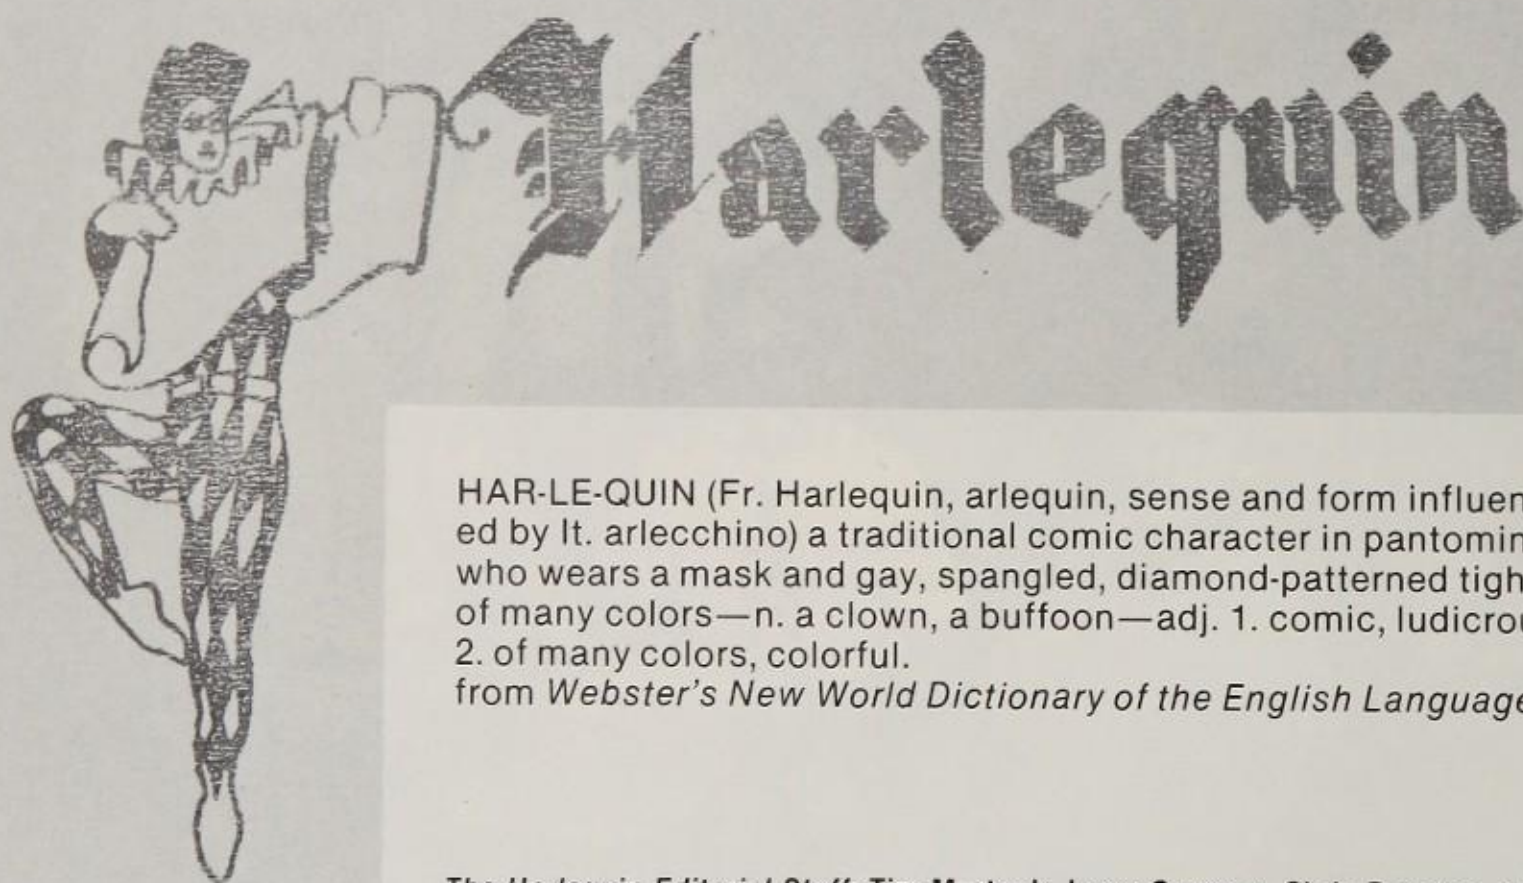 Harlequin
HAR-LE-QUIN (Fr. Harlequin, arlequin, sense and form influen
ed by It. arlecchino) a traditional comic character in pantomin
who wears a mask and gay, spangled, diamond-patterned tigh
of many colors—n. a clown, a buffoon—adj. 1. comic, ludicrou
2. of many colors, colorful.
from Webster's New World Dictionary of the English Language